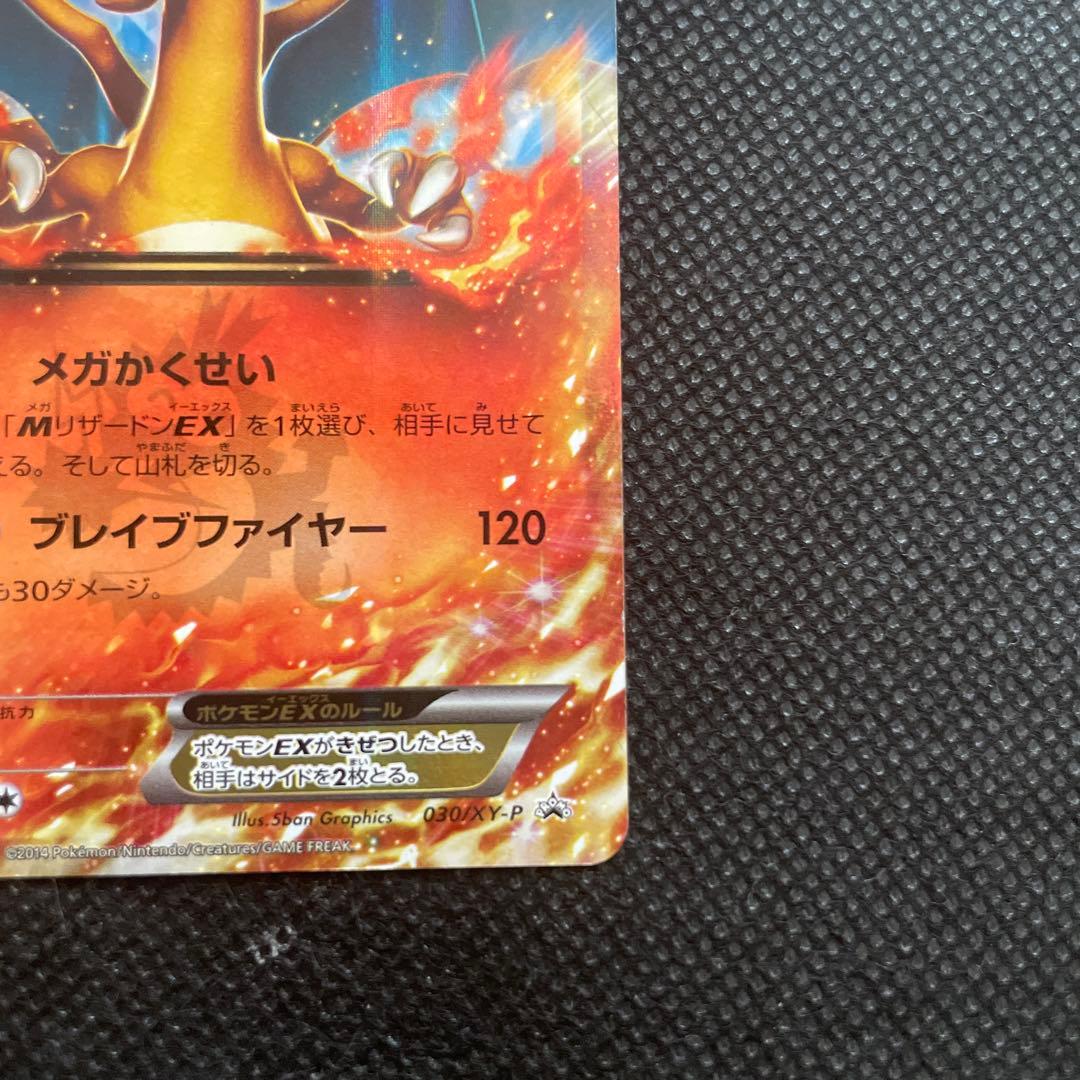 メガかくせい
「MリザードンEX」を1枚選び、相手に見せて
える。そして山札を切る。
ブレイブファイヤー 120
も30ダメージ。
抗力
ポケモンEXのルール
ポケモンEXがきぜつしたとき、
相手はサイドを2枚とる。
Illus. 5ban Graphics 030/XY-P
©2014 Pokémon/Nintendo/Creatures/GAME FREAK